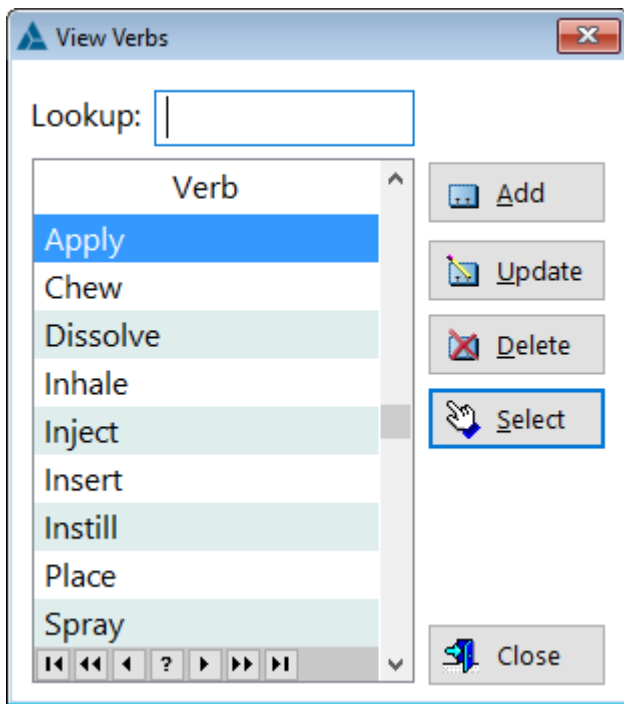 View Verbs
Lookup:
Verb
Apply
Chew
Dissolve
Inhale
Inject
Insert
Instill
Place
Spray
?
Add
Update
Delete
Select
Close